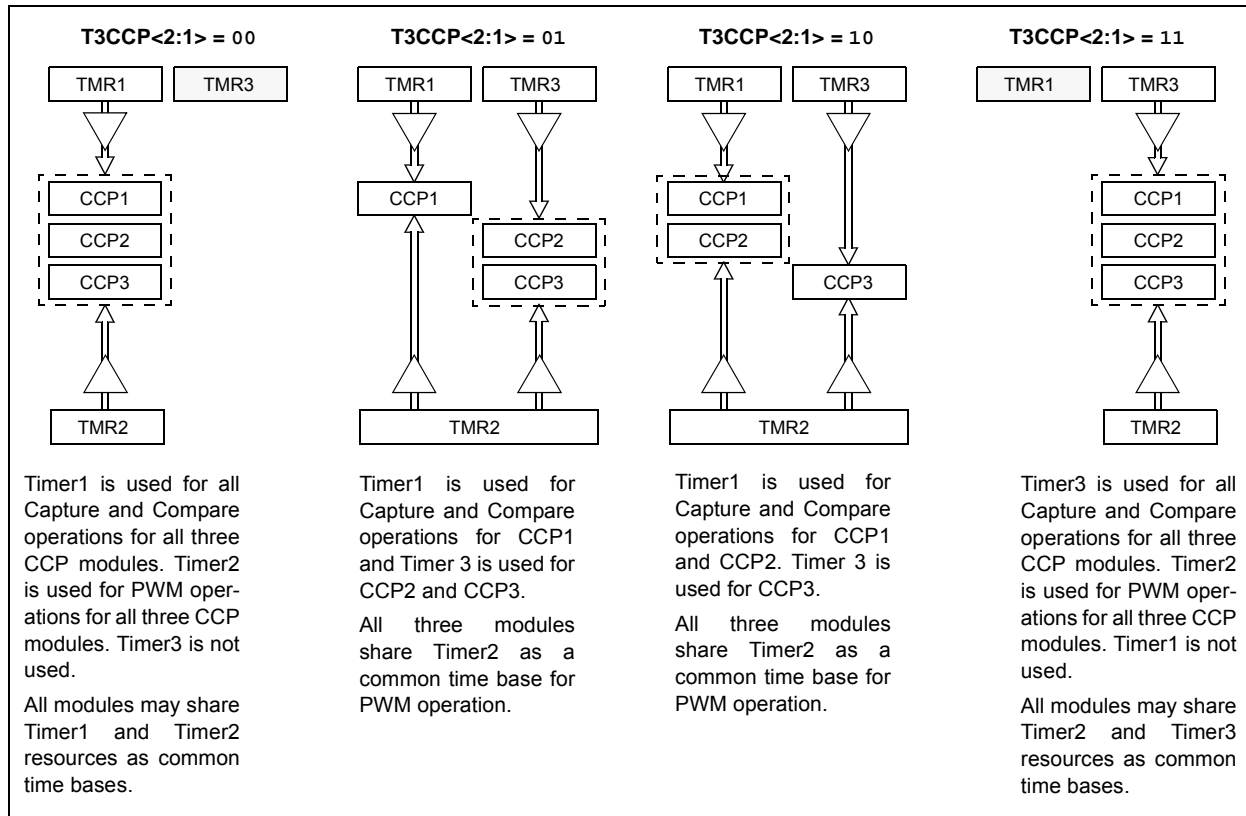 T3CCP<2:1> = 00
TMR1
TMR3
CCP1
CCP2
CCP3
TMR2
Timer1 is used for all
Capture and Compare
operations for all three
CCP modules. Timer2
is used for PWM oper-
ations for all three CCP
modules. Timer3 is not
used.
All modules may share
Timer1 and Timer2
resources as common
time bases.
T3CCP<2:1> = 01
TMR1
TMR3
CCP1
CCP2
CCP3
TMR2
Timer1 is used for
Capture and Compare
operations for CCP1
and Timer 3 is used for
CCP2 and CCP3.
All three modules
share Timer2 as a
common time base for
PWM operation.
T3CCP<2:1> = 10
TMR1
TMR3
CCP1
CCP2
CCP3
TMR2
Timer1 is used for
Capture and Compare
operations for CCP1
and CCP2. Timer 3 is
used for CCP3.
All three modules
share Timer2 as a
common time base for
PWM operation.
T3CCP<2:1> = 11
TMR1
TMR3
CCP1
CCP2
CCP3
TMR2
Timer3 is used for all
Capture and Compare
operations for all three
CCP modules. Timer2
is used for PWM oper-
ations for all three CCP
modules. Timer1 is not
used.
All modules may share
Timer2 and Timer3
resources as common
time bases.